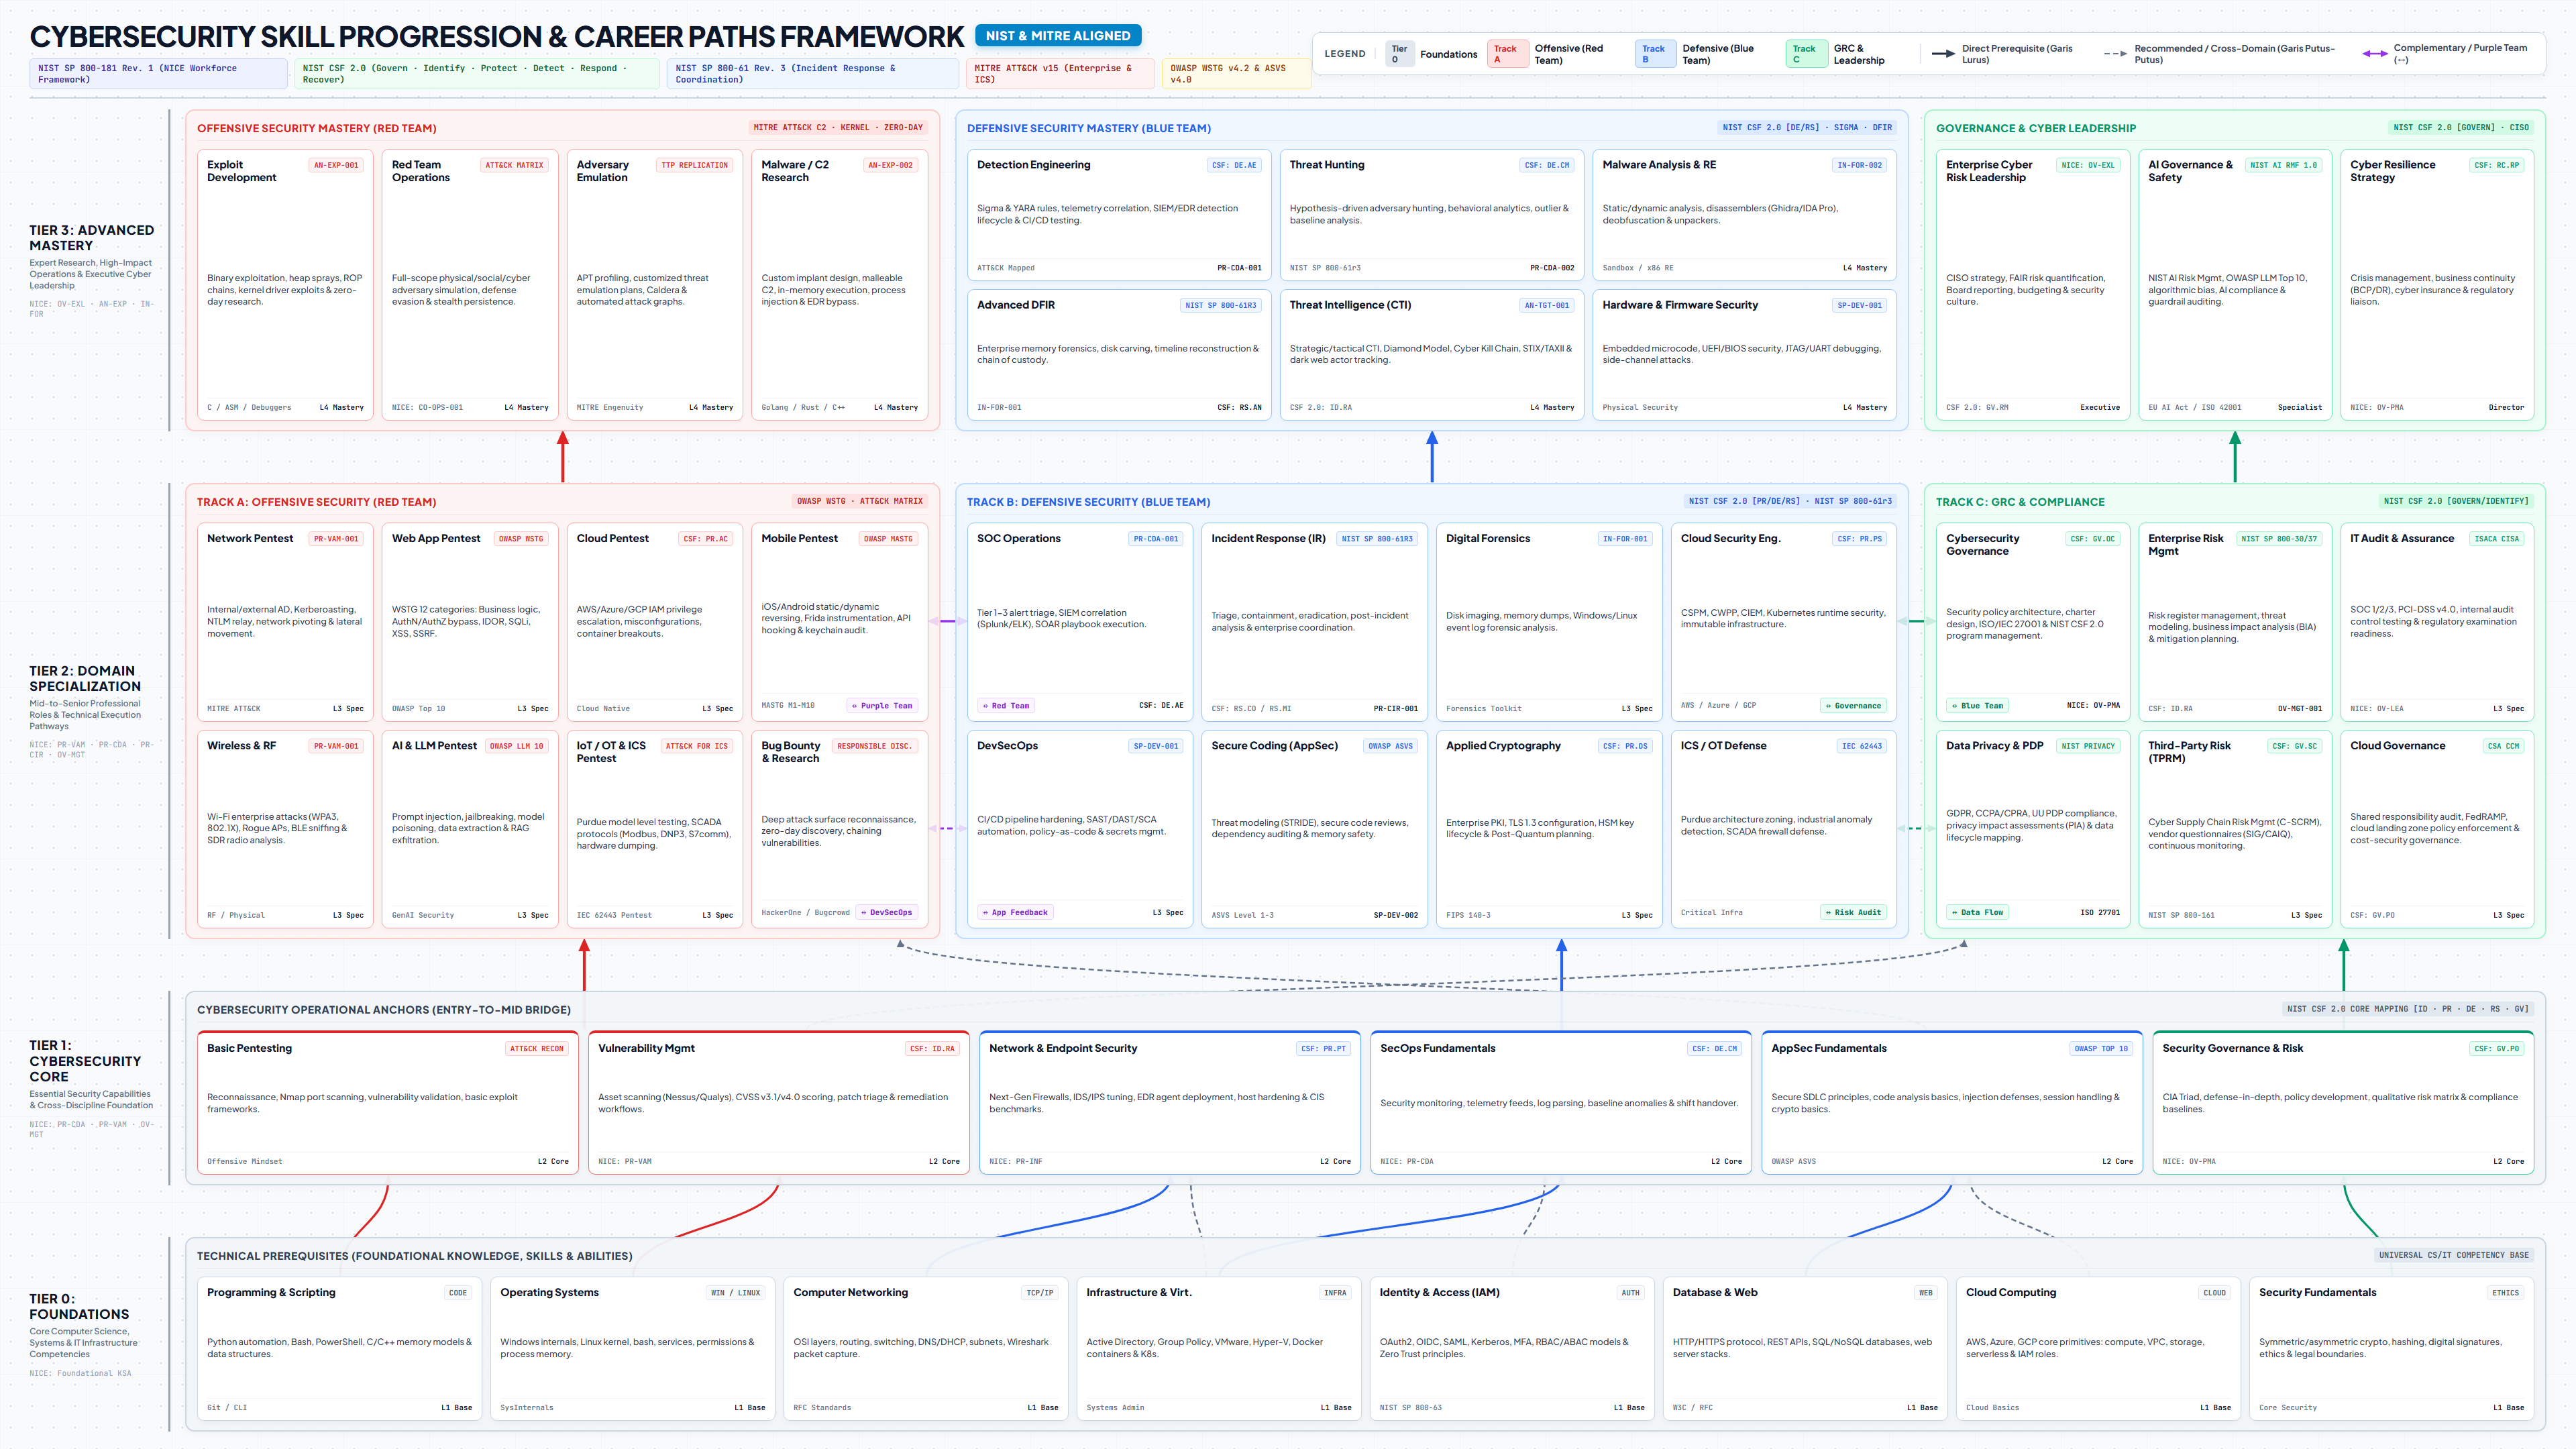 CYBERSECURITY SKILL PROGRESSION & CAREER PATHS FRAMEWORK
NIST & MITRE ALIGNED
NIST SP 800-181 Rev. 1 (NICE Workforce
Framework)
NIST CSF 2.0 (Govern · Identify · Protect · Detect · Respond ·
Recover)
NIST SP 800-61 Rev. 3 (Incident Response &
Coordination)
MITRE ATT&CK v15 (Enterprise &
ICS)
OWASP WSTG v4.2 & ASVS
v4.0
LEGEND
Tier
0
Foundations
Track
A
Offensive (Red
Team)
Track
B
Defensive (Blue
Team)
Track
C
GRC &
Leadership
Direct Prerequisite (Garis
Lurus)
Recommended / Cross-Domain (Garis Putus-
Putus)
Complementary / Purple Team
(↔)
TIER 3: ADVANCED
MASTERY
Expert Research, High-Impact
Operations & Executive Cyber
Leadership
NICE: OV-EXL · AN-EXP · IN-
FOR
OFFENSIVE SECURITY MASTERY (RED TEAM)
MITRE ATT&CK C2 · KERNEL · ZERO-DAY
Exploit
Development
AN-EXP-001
Binary exploitation, heap sprays, ROP
chains, kernel driver exploits & zero-
day research.
C / ASM / Debuggers
L4 Mastery
Red Team
Operations
ATT&CK MATRIX
Full-scope physical/social/cyber
adversary simulation, defense
evasion & stealth persistence.
NICE: CO-OPS-001
L4 Mastery
Adversary
Emulation
TTP REPLICATION
APT profiling, customized threat
emulation plans, Caldera &
automated attack graphs.
MITRE Engenuity
L4 Mastery
Malware / C2
Research
AN-EXP-002
Custom implant design, malleable
C2, in-memory execution, process
injection & EDR bypass.
Golang / Rust / C++
L4 Mastery
DEFENSIVE SECURITY MASTERY (BLUE TEAM)
NIST CSF 2.0 [DE/RS] · SIGMA · DFIR
Detection Engineering
CSF: DE.AE
Sigma & YARA rules, telemetry correlation, SIEM/EDR detection
lifecycle & CI/CD testing.
ATT&CK Mapped
PR-CDA-001
Threat Hunting
CSF: DE.CM
Hypothesis-driven adversary hunting, behavioral analytics, outlier &
baseline analysis.
NIST SP 800-61r3
PR-CDA-002
Malware Analysis & RE
IN-FOR-002
Static/dynamic analysis, disassemblers (Ghidra/IDA Pro),
deobfuscation & unpackers.
Sandbox / x86 RE
L4 Mastery
Advanced DFIR
NIST SP 800-61R3
Enterprise memory forensics, disk carving, timeline reconstruction &
chain of custody.
IN-FOR-001
CSF: RS.AN
Threat Intelligence (CTI)
AN-TGT-001
Strategic/tactical CTI, Diamond Model, Cyber Kill Chain, STIX/TAXII &
dark web actor tracking.
CSF 2.0: ID.RA
L4 Mastery
Hardware & Firmware Security
SP-DEV-001
Embedded microcode, UEFI/BIOS security, JTAG/UART debugging,
side-channel attacks.
Physical Security
L4 Mastery
GOVERNANCE & CYBER LEADERSHIP
NIST CSF 2.0 [GOVERN] · CISO
Enterprise Cyber
Risk Leadership
NICE: OV-EXL
CISO strategy, FAIR risk quantification,
Board reporting, budgeting & security
culture.
CSF 2.0: GV.RM
Executive
AI Governance &
Safety
NIST AI RMF 1.0
NIST AI Risk Mgmt, OWASP LLM Top 10,
algorithmic bias, AI compliance &
guardrail auditing.
EU AI Act / ISO 42001
Specialist
Cyber Resilience
Strategy
CSF: RC.RP
Crisis management, business continuity
(BCP/DR), cyber insurance & regulatory
liaison.
NICE: OV-PMA
Director
TIER 2: DOMAIN
SPECIALIZATION
Mid-to-Senior Professional
Roles & Technical Execution
Pathways
NICE: PR-VAM · PR-CDA · PR-
CIR · OV-MGT
TRACK A: OFFENSIVE SECURITY (RED TEAM)
OWASP WSTG · ATT&CK MATRIX
Network Pentest
PR-VAM-001
Internal/external AD, Kerberoasting,
NTLM relay, network pivoting & lateral
movement.
MITRE ATT&CK
L3 Spec
Web App Pentest
OWASP WSTG
WSTG 12 categories: Business logic,
AuthN/AuthZ bypass, IDOR, SQLi,
XSS, SSRF.
OWASP Top 10
L3 Spec
Cloud Pentest
CSF: PR.AC
AWS/Azure/GCP IAM privilege
escalation, misconfigurations,
container breakouts.
Cloud Native
L3 Spec
Mobile Pentest
OWASP MASTG
iOS/Android static/dynamic
reversing, Frida instrumentation, API
hooking & keychain audit.
MASTG M1-M10
↔ Purple Team
Wireless & RF
PR-VAM-001
Wi-Fi enterprise attacks (WPA3,
802.1X), Rogue APs, BLE sniffing &
SDR radio analysis.
RF / Physical
L3 Spec
AI & LLM Pentest
OWASP LLM 10
Prompt injection, jailbreaking, model
poisoning, data extraction & RAG
exfiltration.
GenAI Security
L3 Spec
IoT / OT & ICS
Pentest
ATT&CK FOR ICS
Purdue model level testing, SCADA
protocols (Modbus, DNP3, S7comm),
hardware dumping.
IEC 62443 Pentest
L3 Spec
Bug Bounty
& Research
RESPONSIBLE DISC.
Deep attack surface reconnaissance,
zero-day discovery, chaining
vulnerabilities.
HackerOne / Bugcrowd
↔ DevSecOps
TRACK B: DEFENSIVE SECURITY (BLUE TEAM)
NIST CSF 2.0 [PR/DE/RS] · NIST SP 800-61r3
SOC Operations
PR-CDA-001
Tier 1-3 alert triage, SIEM correlation
(Splunk/ELK), SOAR playbook execution.
↔ Red Team
CSF: DE.AE
Incident Response (IR)
NIST SP 800-61R3
Triage, containment, eradication, post-incident
analysis & enterprise coordination.
CSF: RS.CO / RS.MI
PR-CIR-001
Digital Forensics
IN-FOR-001
Disk imaging, memory dumps, Windows/Linux
event log forensic analysis.
Forensics Toolkit
L3 Spec
Cloud Security Eng.
CSF: PR.PS
CSPM, CWPP, CIEM, Kubernetes runtime security,
immutable infrastructure.
AWS / Azure / GCP
↔ Governance
DevSecOps
SP-DEV-001
CI/CD pipeline hardening, SAST/DAST/SCA
automation, policy-as-code & secrets mgmt.
↔ App Feedback
L3 Spec
Secure Coding (AppSec)
OWASP ASVS
Threat modeling (STRIDE), secure code reviews,
dependency auditing & memory safety.
ASVS Level 1-3
SP-DEV-002
Applied Cryptography
CSF: PR.DS
Enterprise PKI, TLS 1.3 configuration, HSM key
lifecycle & Post-Quantum planning.
FIPS 140-3
L3 Spec
ICS / OT Defense
IEC 62443
Purdue architecture zoning, industrial anomaly
detection, SCADA firewall defense.
Critical Infra
↔ Risk Audit
TRACK C: GRC & COMPLIANCE
NIST CSF 2.0 [GOVERN/IDENTIFY]
Cybersecurity
Governance
CSF: GV.OC
Security policy architecture, charter
design, ISO/IEC 27001 & NIST CSF 2.0
program management.
↔ Blue Team
NICE: OV-PMA
Enterprise Risk
Mgmt
NIST SP 800-30/37
Risk register management, threat
modeling, business impact analysis (BIA)
& mitigation planning.
CSF: ID.RA
OV-MGT-001
IT Audit & Assurance
ISACA CISA
SOC 1/2/3, PCI-DSS v4.0, internal audit
control testing & regulatory examination
readiness.
NICE: OV-LEA
L3 Spec
Data Privacy & PDP
NIST PRIVACY
GDPR, CCPA/CPRA, UU PDP compliance,
privacy impact assessments (PIA) & data
lifecycle mapping.
↔ Data Flow
ISO 27701
Third-Party Risk
(TPRM)
CSF: GV.SC
Cyber Supply Chain Risk Mgmt (C-SCRM),
vendor questionnaires (SIG/CAIQ),
continuous monitoring.
NIST SP 800-161
L3 Spec
Cloud Governance
CSA CCM
Shared responsibility audit, FedRAMP,
cloud landing zone policy enforcement &
cost-security governance.
CSF: GV.PO
L3 Spec
TIER 1:
CYBERSECURITY
CORE
Essential Security Capabilities
& Cross-Discipline Foundation
NICE: PR-CDA · PR-VAM · OV-
MGT
CYBERSECURITY OPERATIONAL ANCHORS (ENTRY-TO-MID BRIDGE)
NIST CSF 2.0 CORE MAPPING [ID · PR · DE · RS · GV]
Basic Pentesting
ATT&CK RECON
Reconnaissance, Nmap port scanning, vulnerability validation, basic exploit
frameworks.
Offensive Mindset
L2 Core
Vulnerability Mgmt
CSF: ID.RA
Asset scanning (Nessus/Qualys), CVSS v3.1/v4.0 scoring, patch triage & remediation
workflows.
NICE: PR-VAM
L2 Core
Network & Endpoint Security
CSF: PR.PT
Next-Gen Firewalls, IDS/IPS tuning, EDR agent deployment, host hardening & CIS
benchmarks.
NICE: PR-INF
L2 Core
SecOps Fundamentals
CSF: DE.CM
Security monitoring, telemetry feeds, log parsing, baseline anomalies & shift handover.
NICE: PR-CDA
L2 Core
AppSec Fundamentals
OWASP TOP 10
Secure SDLC principles, code analysis basics, injection defenses, session handling &
crypto basics.
OWASP ASVS
L2 Core
Security Governance & Risk
CSF: GV.PO
CIA Triad, defense-in-depth, policy development, qualitative risk matrix & compliance
baselines.
NICE: OV-PMA
L2 Core
TIER 0:
FOUNDATIONS
Core Computer Science,
Systems & IT Infrastructure
Competencies
NICE: Foundational KSA
TECHNICAL PREREQUISITES (FOUNDATIONAL KNOWLEDGE, SKILLS & ABILITIES)
UNIVERSAL CS/IT COMPETENCY BASE
Programming & Scripting
CODE
Python automation, Bash, PowerShell, C/C++ memory models &
data structures.
Git / CLI
L1 Base
Operating Systems
WIN / LINUX
Windows internals, Linux kernel, bash, services, permissions &
process memory.
SysInternals
L1 Base
Computer Networking
TCP/IP
OSI layers, routing, switching, DNS/DHCP, subnets, Wireshark
packet capture.
RFC Standards
L1 Base
Infrastructure & Virt.
INFRA
Active Directory, Group Policy, VMware, Hyper-V, Docker
containers & K8s.
Systems Admin
L1 Base
Identity & Access (IAM)
AUTH
OAuth2, OIDC, SAML, Kerberos, MFA, RBAC/ABAC models &
Zero Trust principles.
NIST SP 800-63
L1 Base
Database & Web
WEB
HTTP/HTTPS protocol, REST APIs, SQL/NoSQL databases, web
server stacks.
W3C / RFC
L1 Base
Cloud Computing
CLOUD
AWS, Azure, GCP core primitives: compute, VPC, storage,
serverless & IAM roles.
Cloud Basics
L1 Base
Security Fundamentals
ETHICS
Symmetric/asymmetric crypto, hashing, digital signatures,
ethics & legal boundaries.
Core Security
L1 Base